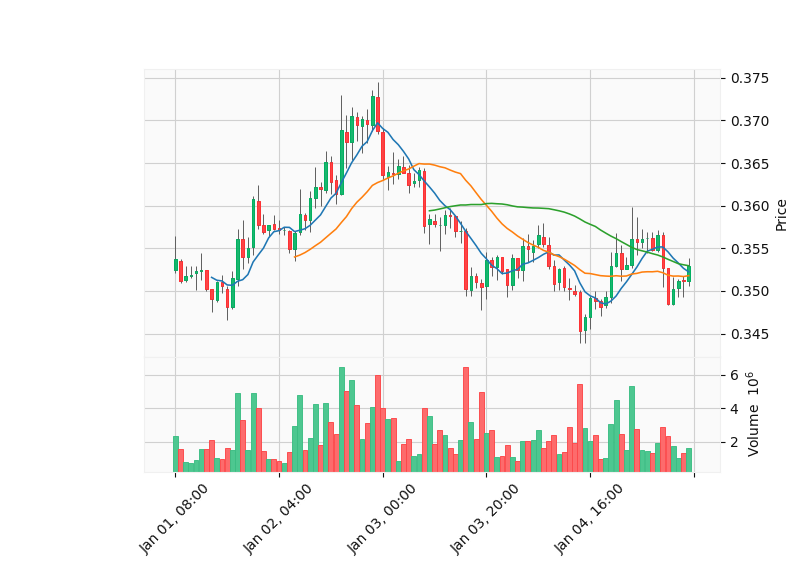 0.375
0.370
0.365
0.360
0.355
0.350
0.345
Price
6
4
2
Volume 10^6
Jan 01, 08:00
Jan 02, 04:00
Jan 03, 00:00
Jan 03, 20:00
Jan 04, 16:00